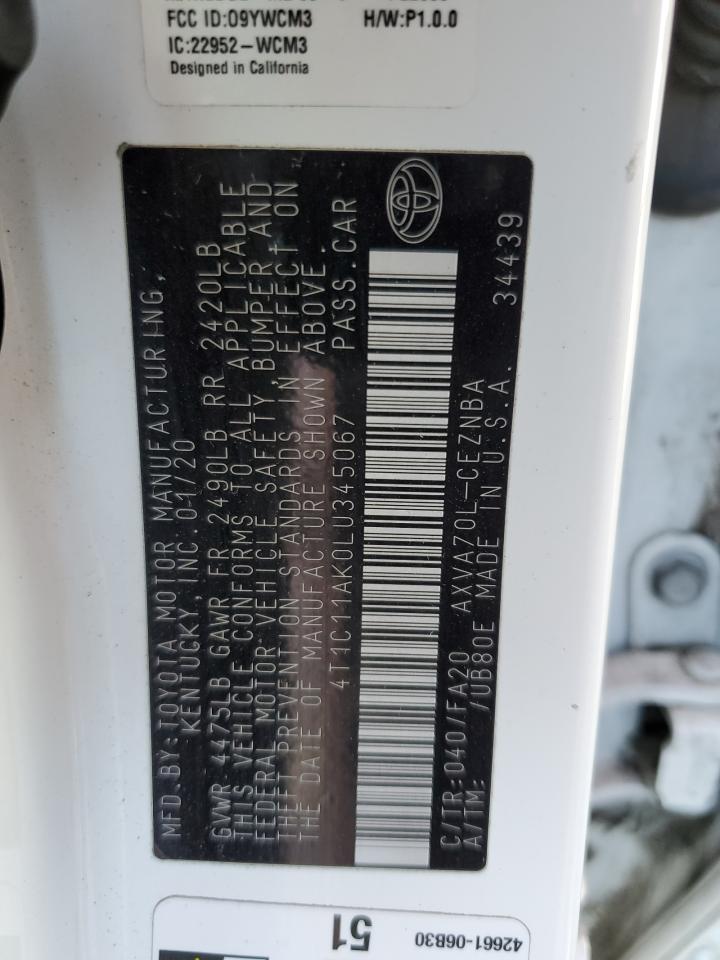 FCC ID:O9YWCM3 H/W:P1.0.0
IC:22952-WCM3
Designed in California
MFD.BY:TOYOTA MOTOR MANUFACTURING,
KENTUCKY, INC. 01/20
GVWR 4475LB GAWR FR 2490LB RR 2420LB
THIS VEHICLE CONFORMS TO ALL APPLICABLE
FEDERAL MOTOR VEHICLE SAFETY, BUMPER, AND
THEFT PREVENTION STANDARDS IN EFFECT ON
THE DATE OF MANUFACTURE SHOWN ABOVE.
4T1C11AK0LU345067 PASS.CAR
C/TR:040/FA20 AXVA70L-CEZNBA
A/TM: /UB80E MADE IN U.S.A. 34439
51
42661-06B30